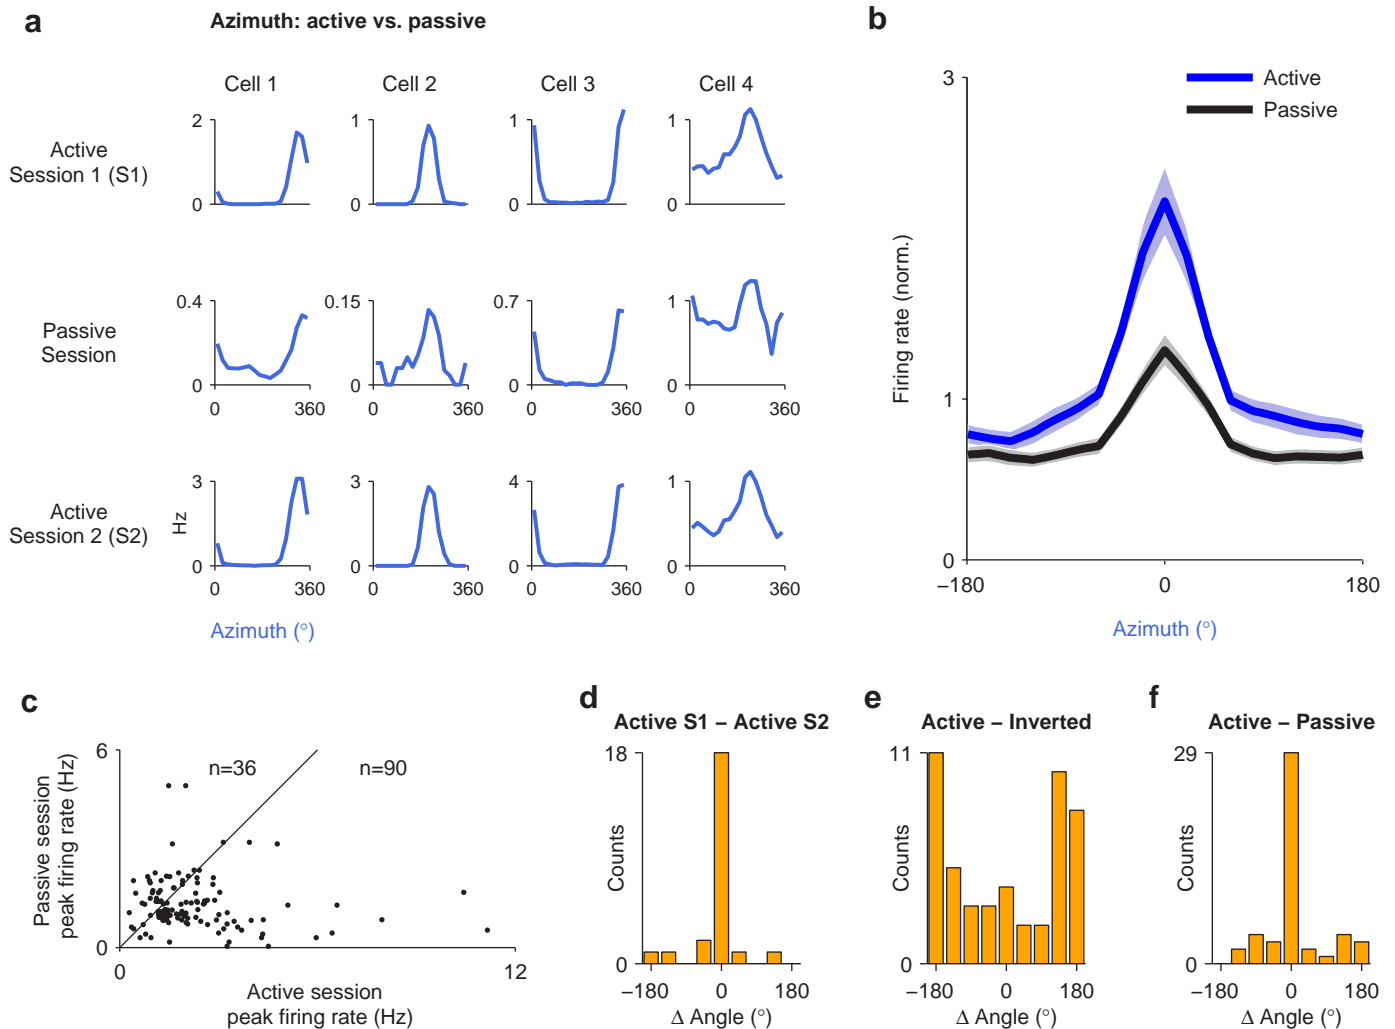 a
Azimuth: active vs. passive
Cell 1
Cell 2
Cell 3
Cell 4
Active
Session 1 (S1)
2
0
1
0
1
0
1
0
Passive
Session
0.4
0
0.15
0
0.7
0
1
0
0
360
0
360
0
360
0
360
Active
Session 2 (S2)
Hz
3
0
3
0
4
0
1
0
0
360
0
360
0
360
0
360
Azimuth (°)
b
Active
Passive
Firing rate (norm.)
3
1
0
−180
0
180
Azimuth (°)
c
Passive session
peak firing rate (Hz)
6
0
n=36
n=90
0
12
Active session
peak firing rate (Hz)
d
Active S1 − Active S2
18
0
Counts
−180
0
180
Δ Angle (°)
e
Active − Inverted
11
0
Counts
−180
0
180
Δ Angle (°)
f
Active − Passive
29
0
Counts
−180
0
180
Δ Angle (°)